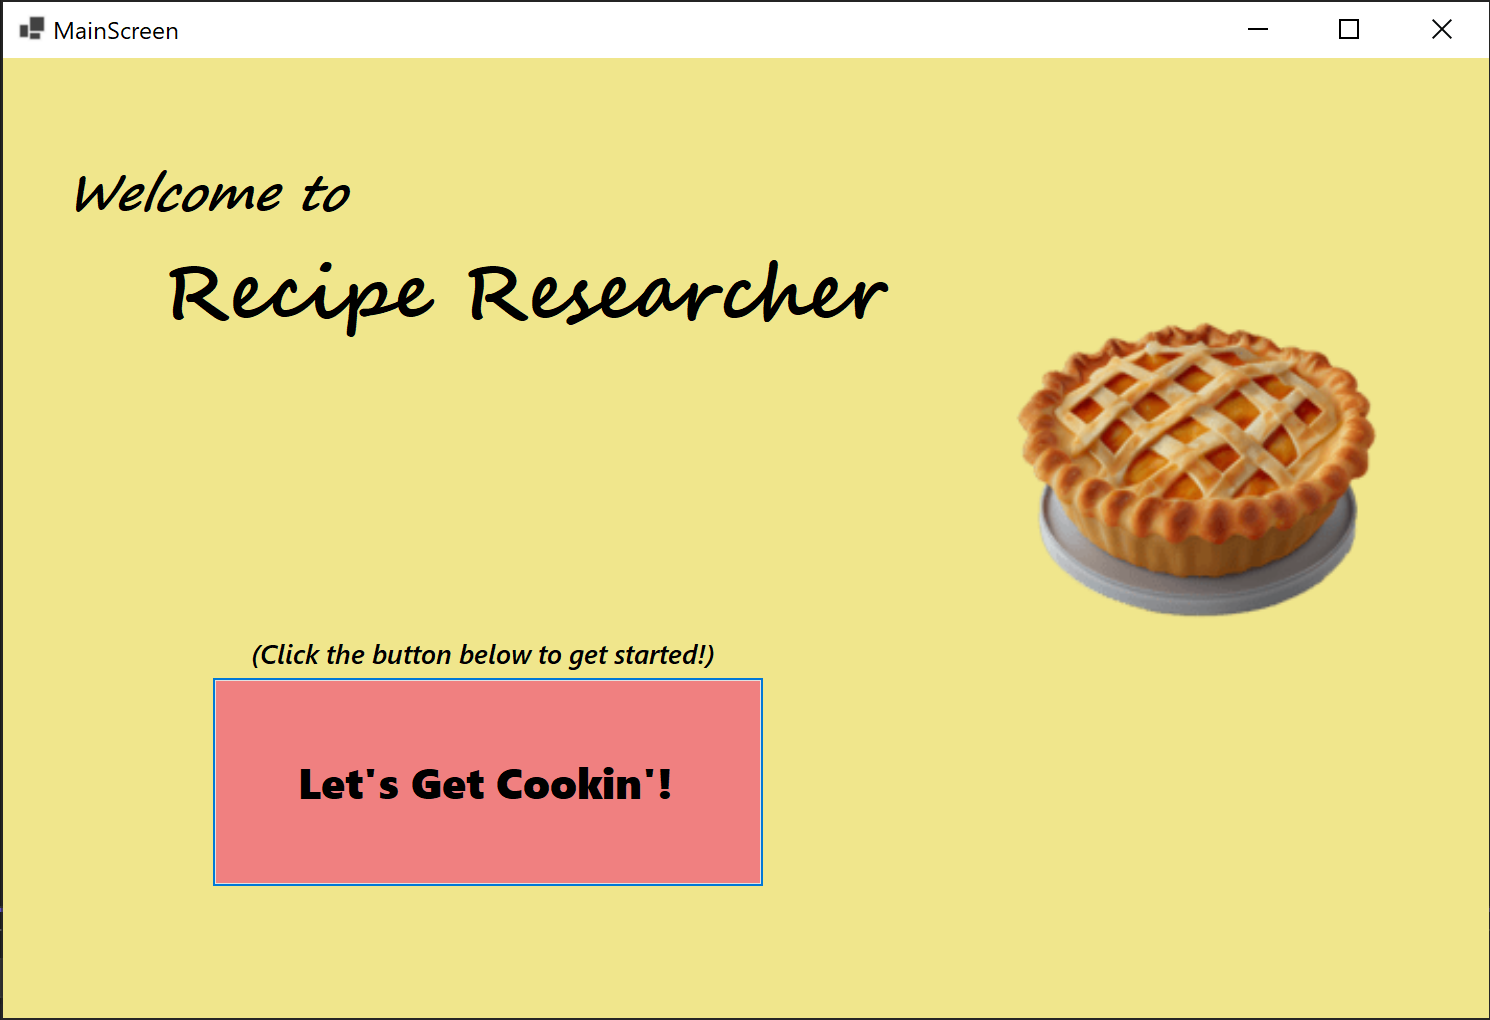 MainScreen
Welcome to
Recipe Researcher
(Click the button below to get started!)
Let's Get Cookin'!